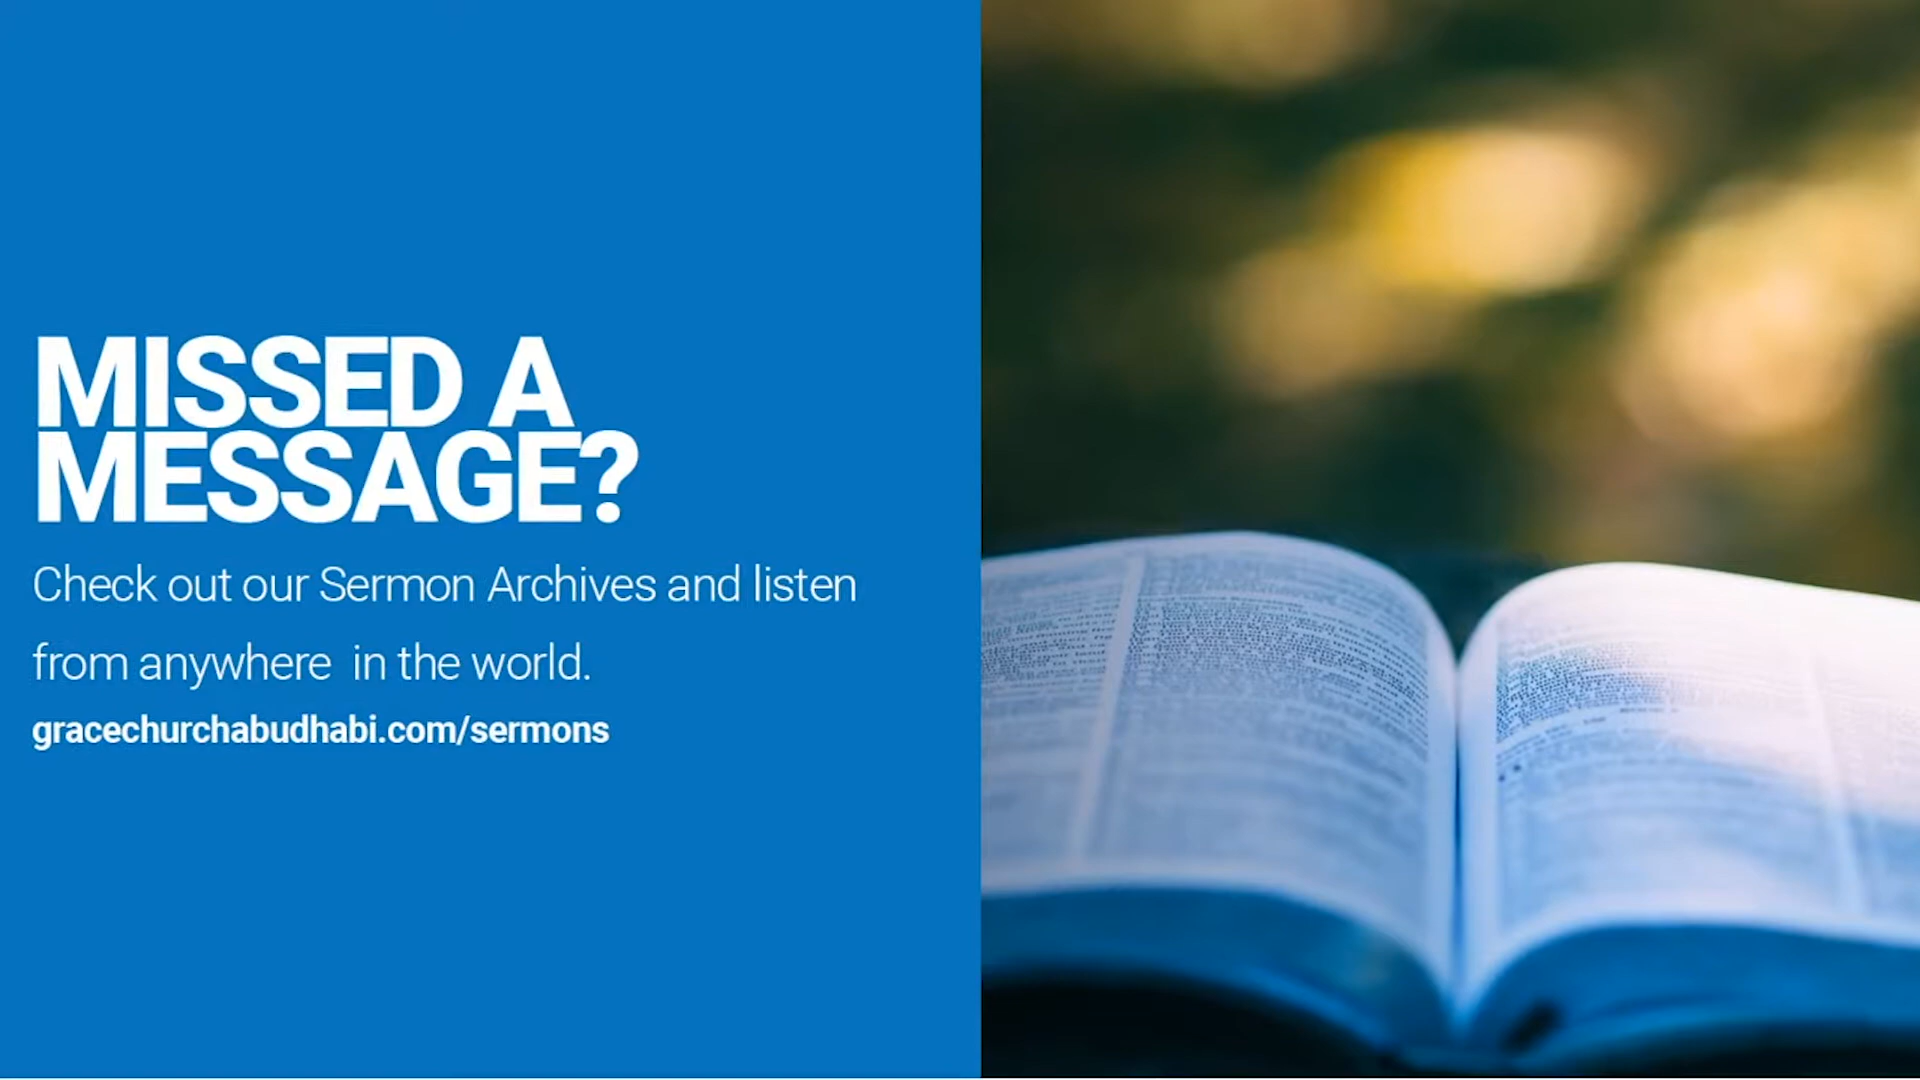 MISSED A
MESSAGE?
Check out our Sermon Archives and listen
from anywhere  in the world.
gracechurchabudhabi.com/sermons